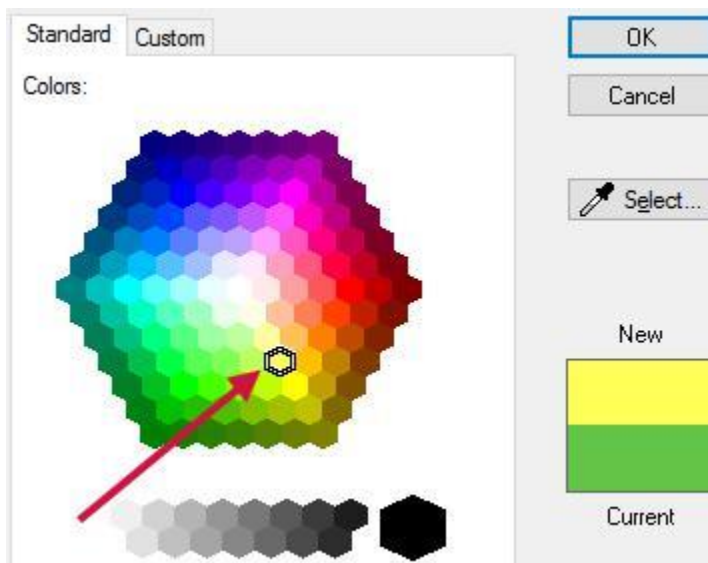 Standard
Custom
Colors:
OK
Cancel
Select...
New
Current